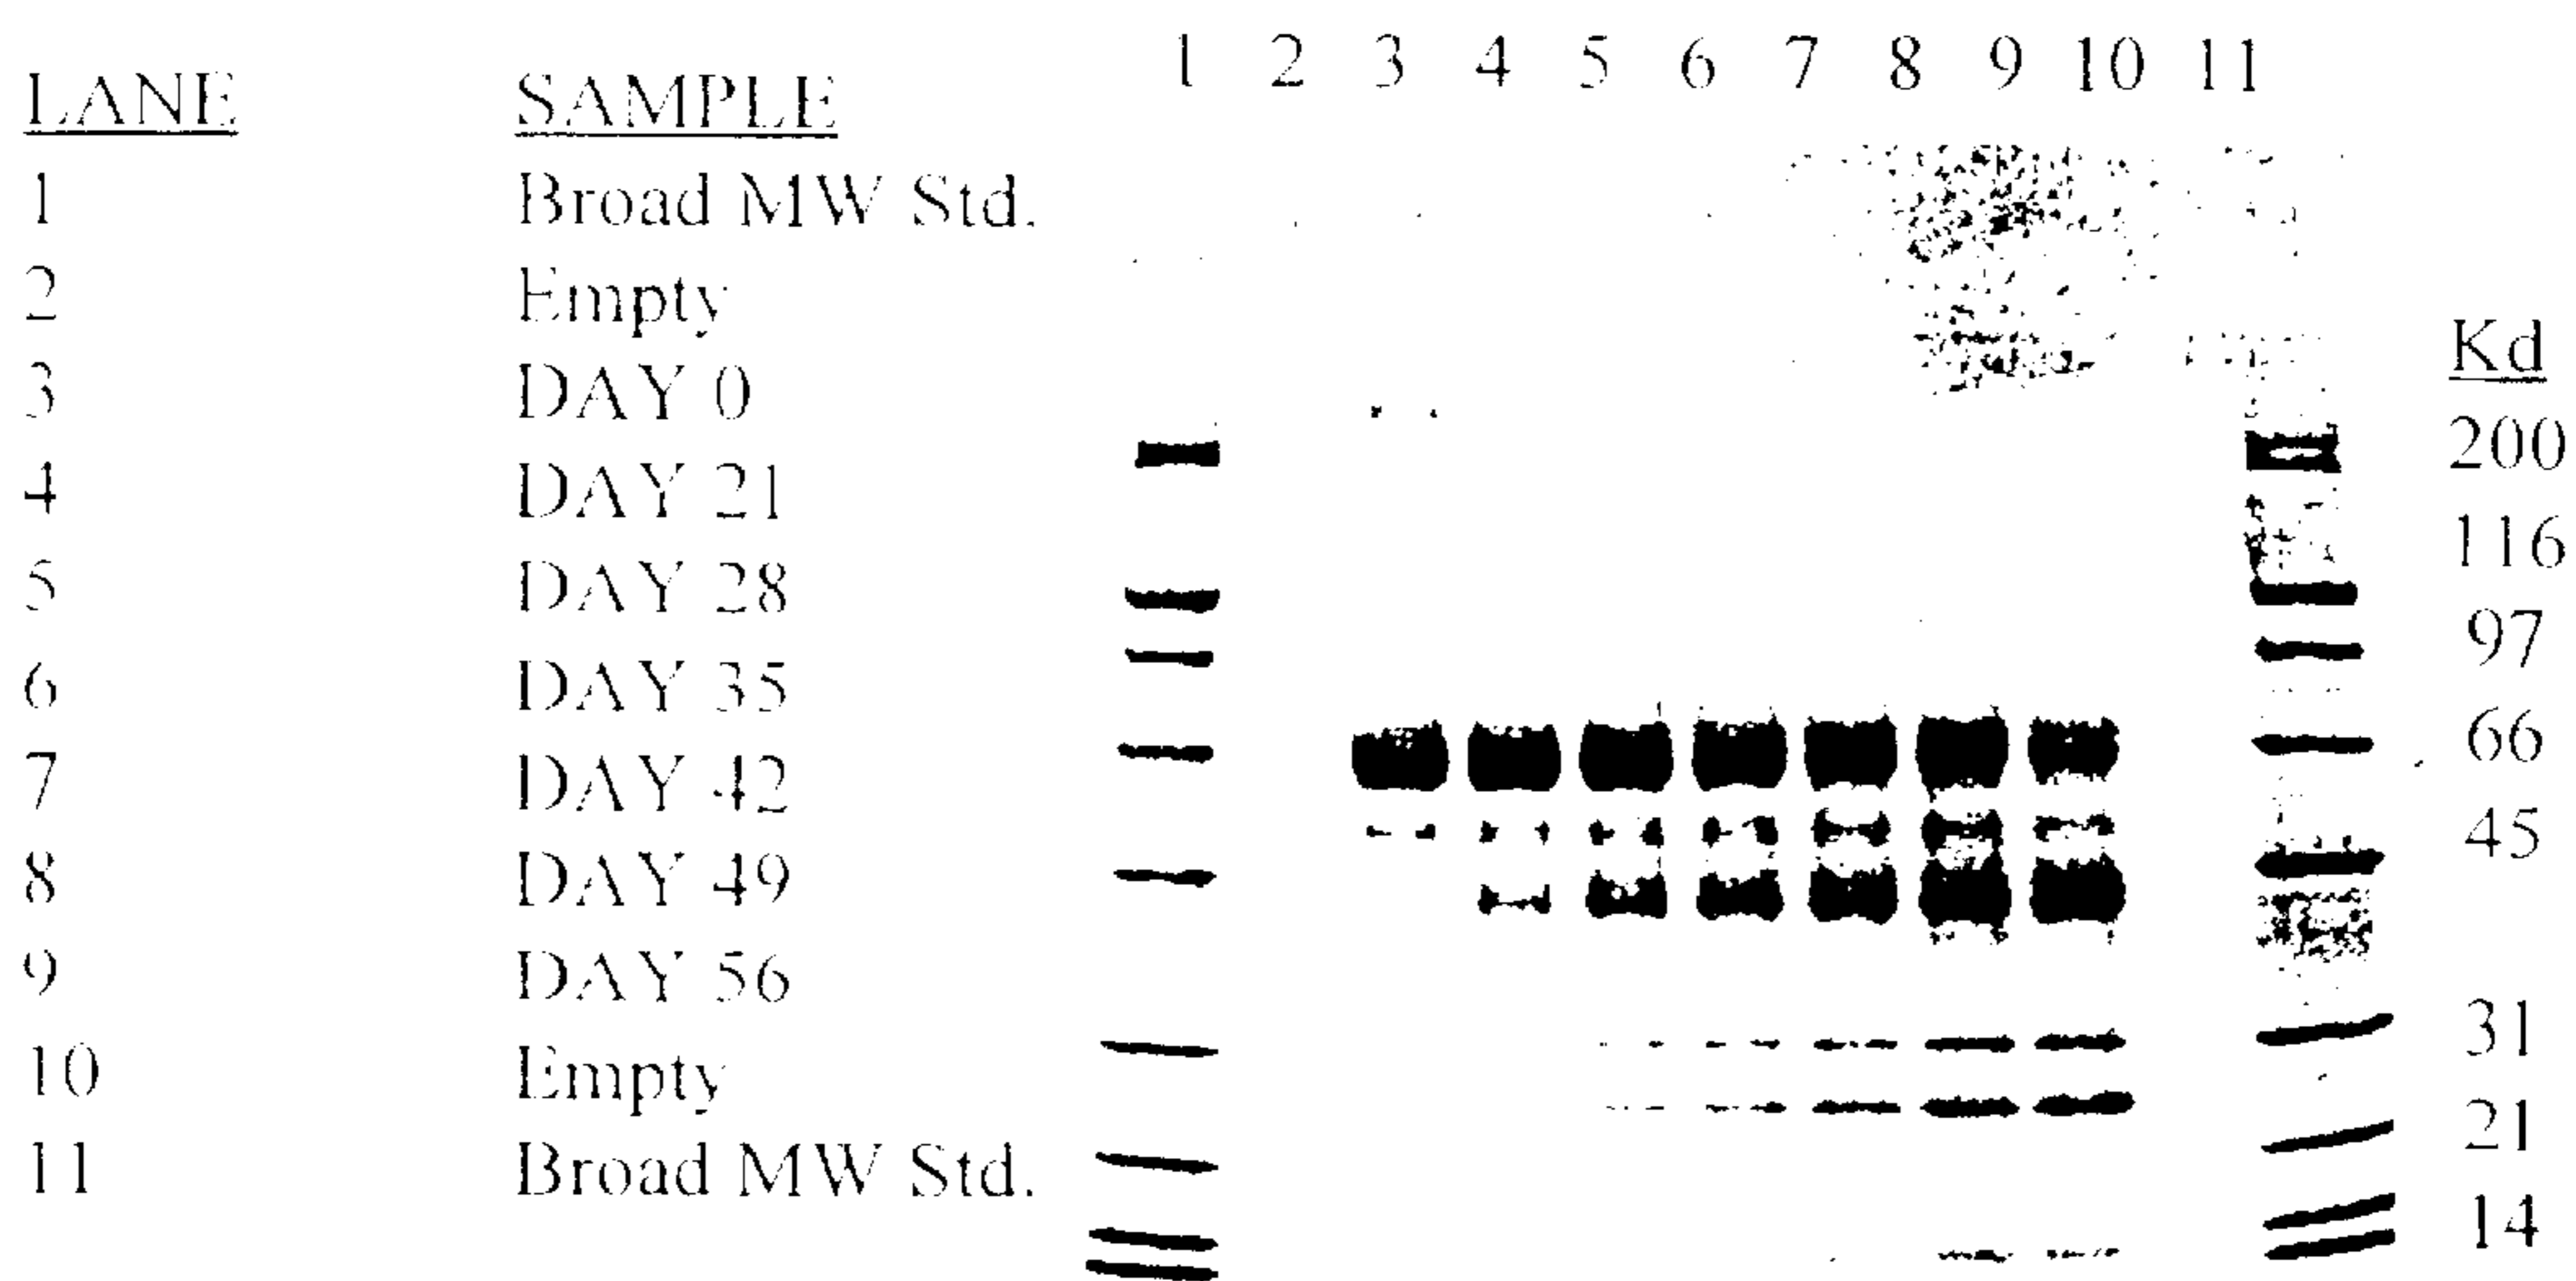 1 2 3 4 5 6 7 8 9 10 11
LANE SAMPLE
1 Broad MW Std.
2 Empty
3 DAY 0
4 DAY 21
5 DAY 28
6 DAY 35
7 DAY 42
8 DAY 49
9 DAY 56
10 Empty
11 Broad MW Std.
Kd
200
116
97
66
45
31
21
14